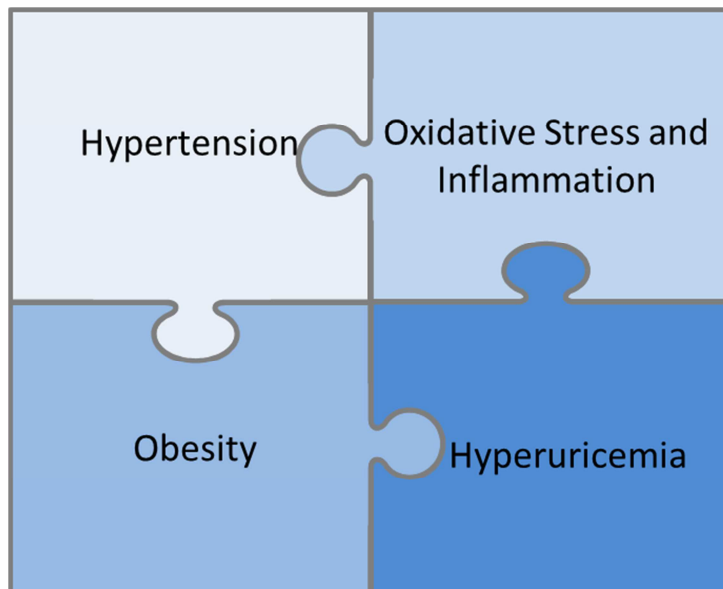 Hypertension
Oxidative Stress and
Inflammation
Obesity
Hyperuricemia